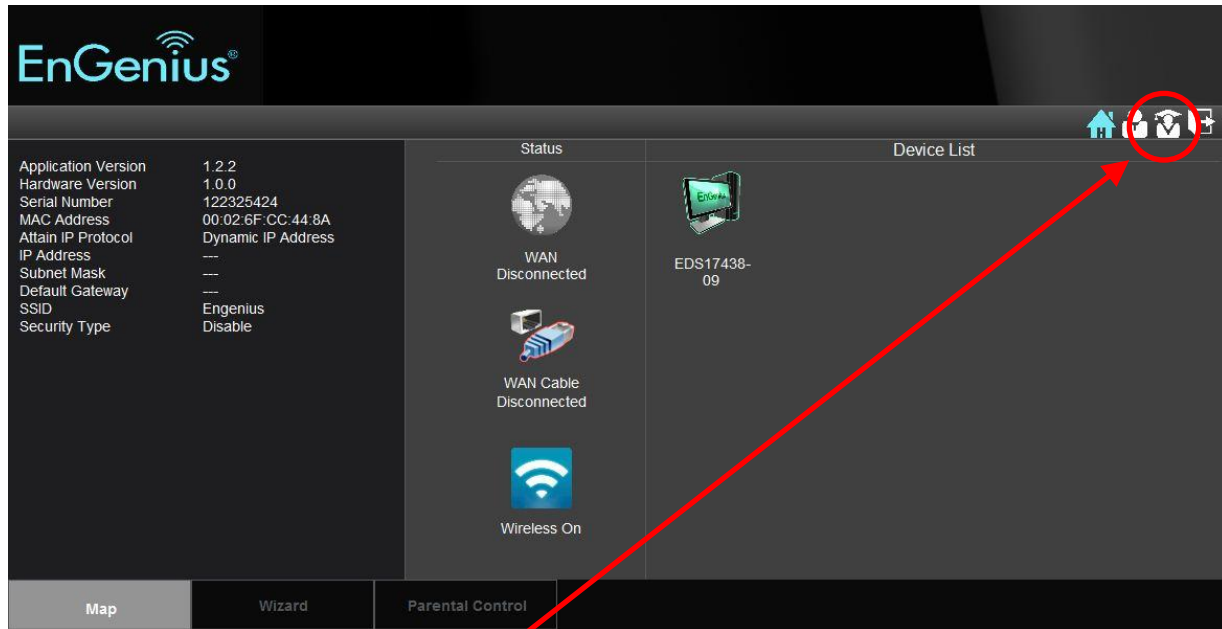 EnGenius®
Application Version 1.2.2
Hardware Version 1.0.0
Serial Number 122325424
MAC Address 00:02:6F:CC:44:8A
Attain IP Protocol Dynamic IP Address
IP Address ---
Subnet Mask ---
Default Gateway ---
SSID Engenius
Security Type Disable
Status
WAN
Disconnected
WAN Cable
Disconnected
Wireless On
Device List
EnGenius
EDS17438-
09
Map
Wizard
Parental Control